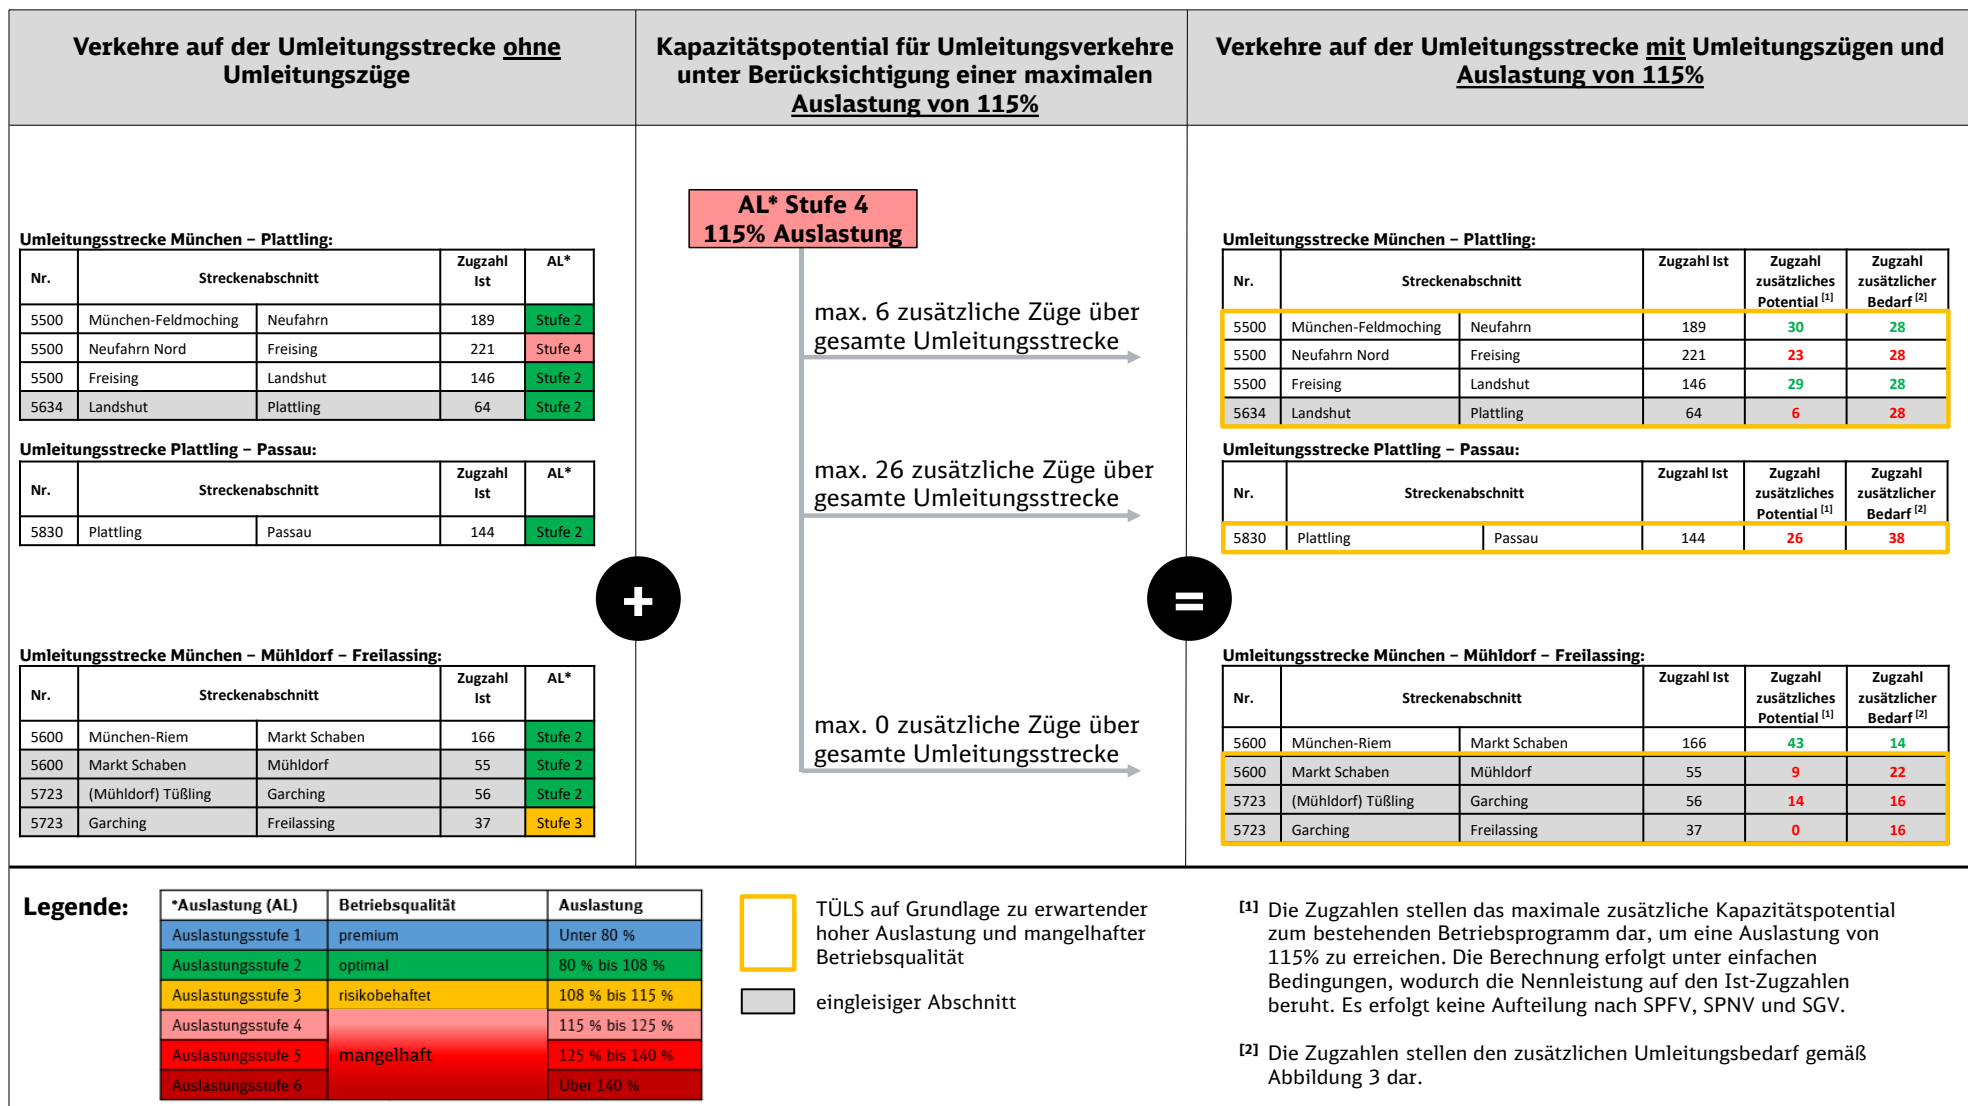 Verkehre auf der Umleitungsstrecke ohne
Umleitungszüge
Kapazitätspotential für Umleitungsverkehre
unter Berücksichtigung einer maximalen
Auslastung von 115%
Verkehre auf der Umleitungsstrecke mit Umleitungszügen und
Auslastung von 115%
Umleitungsstrecke München – Plattling:
Nr. Streckenabschnitt Zugzahl Ist AL*
5500 München-Feldmoching Neufahrn 189 Stufe 2
5500 Neufahrn Nord Freising 221 Stufe 4
5500 Freising Landshut 146 Stufe 2
5634 Landshut Plattling 64 Stufe 2
Umleitungsstrecke Plattling – Passau:
Nr. Streckenabschnitt Zugzahl Ist AL*
5830 Plattling Passau 144 Stufe 2
Umleitungsstrecke München – Mühldorf – Freilassing:
Nr. Streckenabschnitt Zugzahl Ist AL*
5600 München-Riem Markt Schaben 166 Stufe 2
5600 Markt Schaben Mühldorf 55 Stufe 2
5723 (Mühldorf) Tüßling Garching 56 Stufe 2
5723 Garching Freilassing 37 Stufe 3
+
AL* Stufe 4
115% Auslastung
max. 6 zusätzliche Züge über
gesamte Umleitungsstrecke
max. 26 zusätzliche Züge über
gesamte Umleitungsstrecke
max. 0 zusätzliche Züge über
gesamte Umleitungsstrecke
=
Umleitungsstrecke München – Plattling:
Nr. Streckenabschnitt Zugzahl Ist Zugzahl zusätzliches Potential [1] Zugzahl zusätzlicher Bedarf [2]
5500 München-Feldmoching Neufahrn 189 30 28
5500 Neufahrn Nord Freising 221 23 28
5500 Freising Landshut 146 29 28
5634 Landshut Plattling 64 6 28
Umleitungsstrecke Plattling – Passau:
Nr. Streckenabschnitt Zugzahl Ist Zugzahl zusätzliches Potential [1] Zugzahl zusätzlicher Bedarf [2]
5830 Plattling Passau 144 26 38
Umleitungsstrecke München – Mühldorf – Freilassing:
Nr. Streckenabschnitt Zugzahl Ist Zugzahl zusätzliches Potential [1] Zugzahl zusätzlicher Bedarf [2]
5600 München-Riem Markt Schaben 166 43 14
5600 Markt Schaben Mühldorf 55 9 22
5723 (Mühldorf) Tüßling Garching 56 14 16
5723 Garching Freilassing 37 0 16
Legende:
*Auslastung (AL) Betriebsqualität Auslastung
Auslastungsstufe 1 premium Unter 80 %
Auslastungsstufe 2 optimal 80 % bis 108 %
Auslastungsstufe 3 risikobehaftet 108 % bis 115 %
Auslastungsstufe 4 115 % bis 125 %
Auslastungsstufe 5 mangelhaft 125 % bis 140 %
Auslastungsstufe 6 Über 140 %
TÜLS auf Grundlage zu erwartender
hoher Auslastung und mangelhafter
Betriebsqualität
eingleisiger Abschnitt
[1] Die Zugzahlen stellen das maximale zusätzliche Kapazitätspotential
zum bestehenden Betriebsprogramm dar, um eine Auslastung von
115% zu erreichen. Die Berechnung erfolgt unter einfachen
Bedingungen, wodurch die Nennleistung auf den Ist-Zugzahlen
beruht. Es erfolgt keine Aufteilung nach SPFV, SPNV und SGV.
[2] Die Zugzahlen stellen den zusätzlichen Umleitungsbedarf gemäß
Abbildung 3 dar.